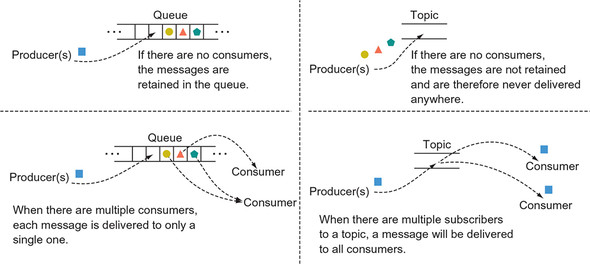 Queue
Producer(s)
If there are no consumers,
the messages are
retained in the queue.
Topic
Producer(s)
If there are no consumers,
the messages are not retained
and are therefore never delivered
anywhere.
Queue
Producer(s)
Consumer
Consumer
When there are multiple consumers,
each message is delivered to only a
single one.
Topic
Producer(s)
Consumer
Consumer
When there are multiple subscribers
to a topic, a message will be delivered
to all consumers.